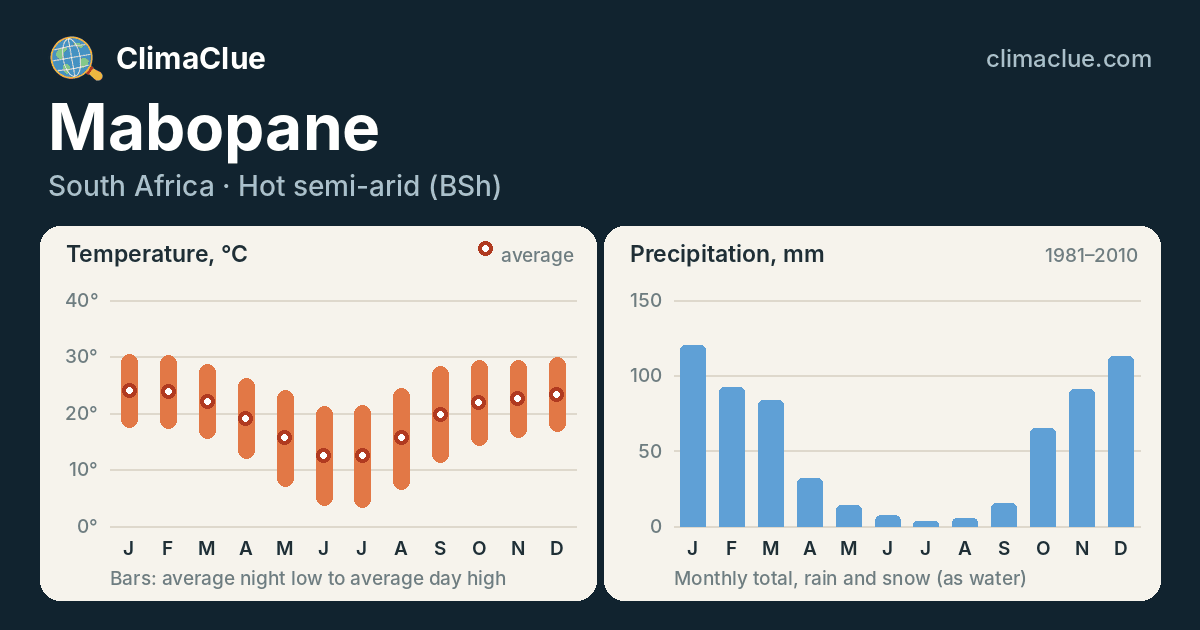 ClimaClue
climaclue.com
Mabopane
South Africa · Hot semi-arid (BSh)
Temperature, °C
average
40°
30°
20°
10°
0°
J F M A M J J A S O N D
Bars: average night low to average day high
Precipitation, mm
1981–2010
150
100
50
0
J F M A M J J A S O N D
Monthly total, rain and snow (as water)